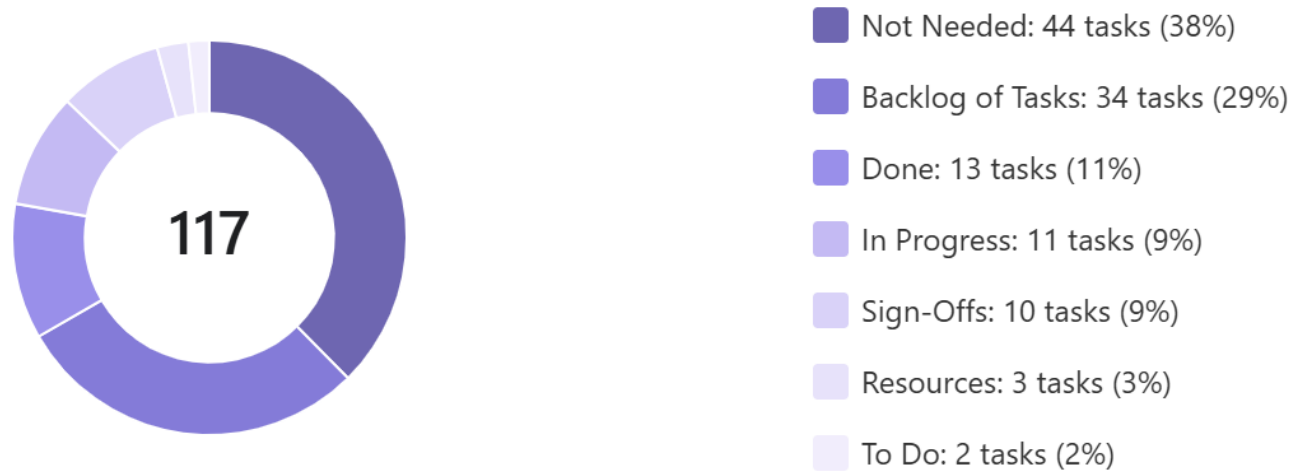 117
Not Needed: 44 tasks (38%)
Backlog of Tasks: 34 tasks (29%)
Done: 13 tasks (11%)
In Progress: 11 tasks (9%)
Sign-Offs: 10 tasks (9%)
Resources: 3 tasks (3%)
To Do: 2 tasks (2%)